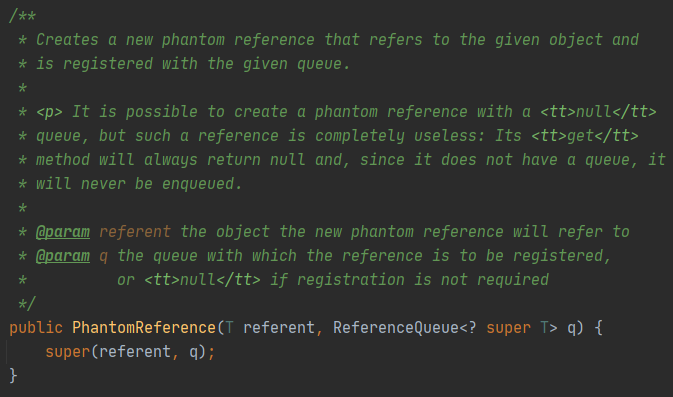 /**
 * Creates a new phantom reference that refers to the given object and
 * is registered with the given queue.
 *
 * <p> It is possible to create a phantom reference with a <tt>null</tt>
 * queue, but such a reference is completely useless: Its <tt>get</tt>
 * method will always return null and, since it does not have a queue, it
 * will never be enqueued.
 *
 * @param referent the object the new phantom reference will refer to
 * @param q the queue with which the reference is to be registered,
 *          or <tt>null</tt> if registration is not required
 */
public PhantomReference(T referent, ReferenceQueue<? super T> q) {
    super(referent, q);
}